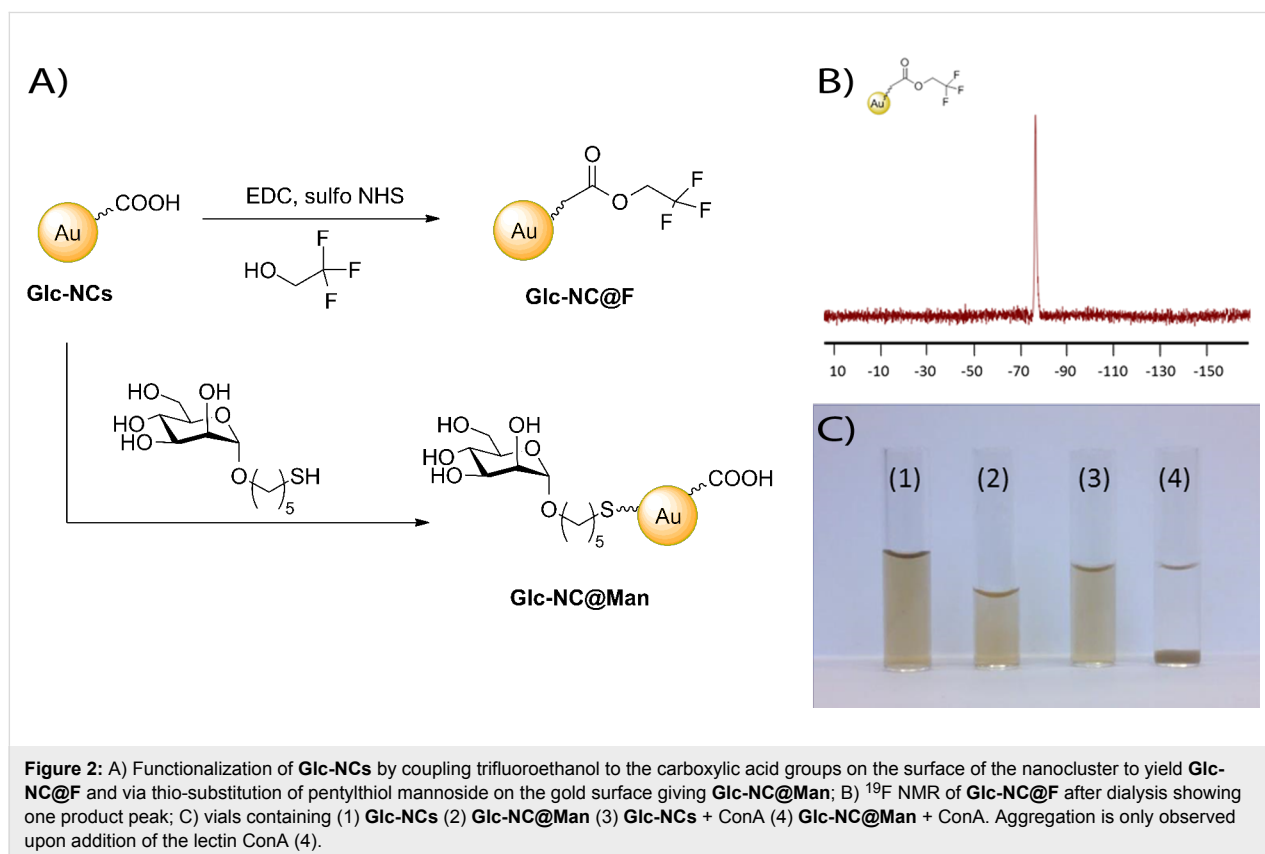 A)
COOH
Au
Glc-NCs
EDC, sulfo NHS
HO
F
F
F
O
O
F
F
F
Au
Glc-NC@F
HO
OH
HO
HO
O
O
SH
5
HO
OH
HO
HO
O
O
S
5
Au
COOH
Glc-NC@Man
B)
O
O
F
F
F
Au
10 -10 -30 -50 -70 -90 -110 -130 -150
C)
(1) (2) (3) (4)
Figure 2: A) Functionalization of Glc-NCs by coupling trifluoroethanol to the carboxylic acid groups on the surface of the nanocluster to yield Glc-
NC@F and via thio-substitution of pentylthiol mannoside on the gold surface giving Glc-NC@Man; B) ¹⁹F NMR of Glc-NC@F after dialysis showing
one product peak; C) vials containing (1) Glc-NCs (2) Glc-NC@Man (3) Glc-NCs + ConA (4) Glc-NC@Man + ConA. Aggregation is only observed
upon addition of the lectin ConA (4).